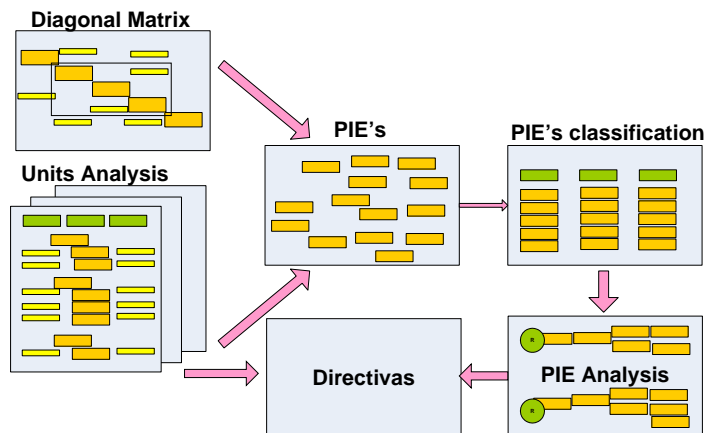 Diagonal Matrix
PIE's
PIE's classification
Units Analysis
Directivas
R
PIE Analysis
R